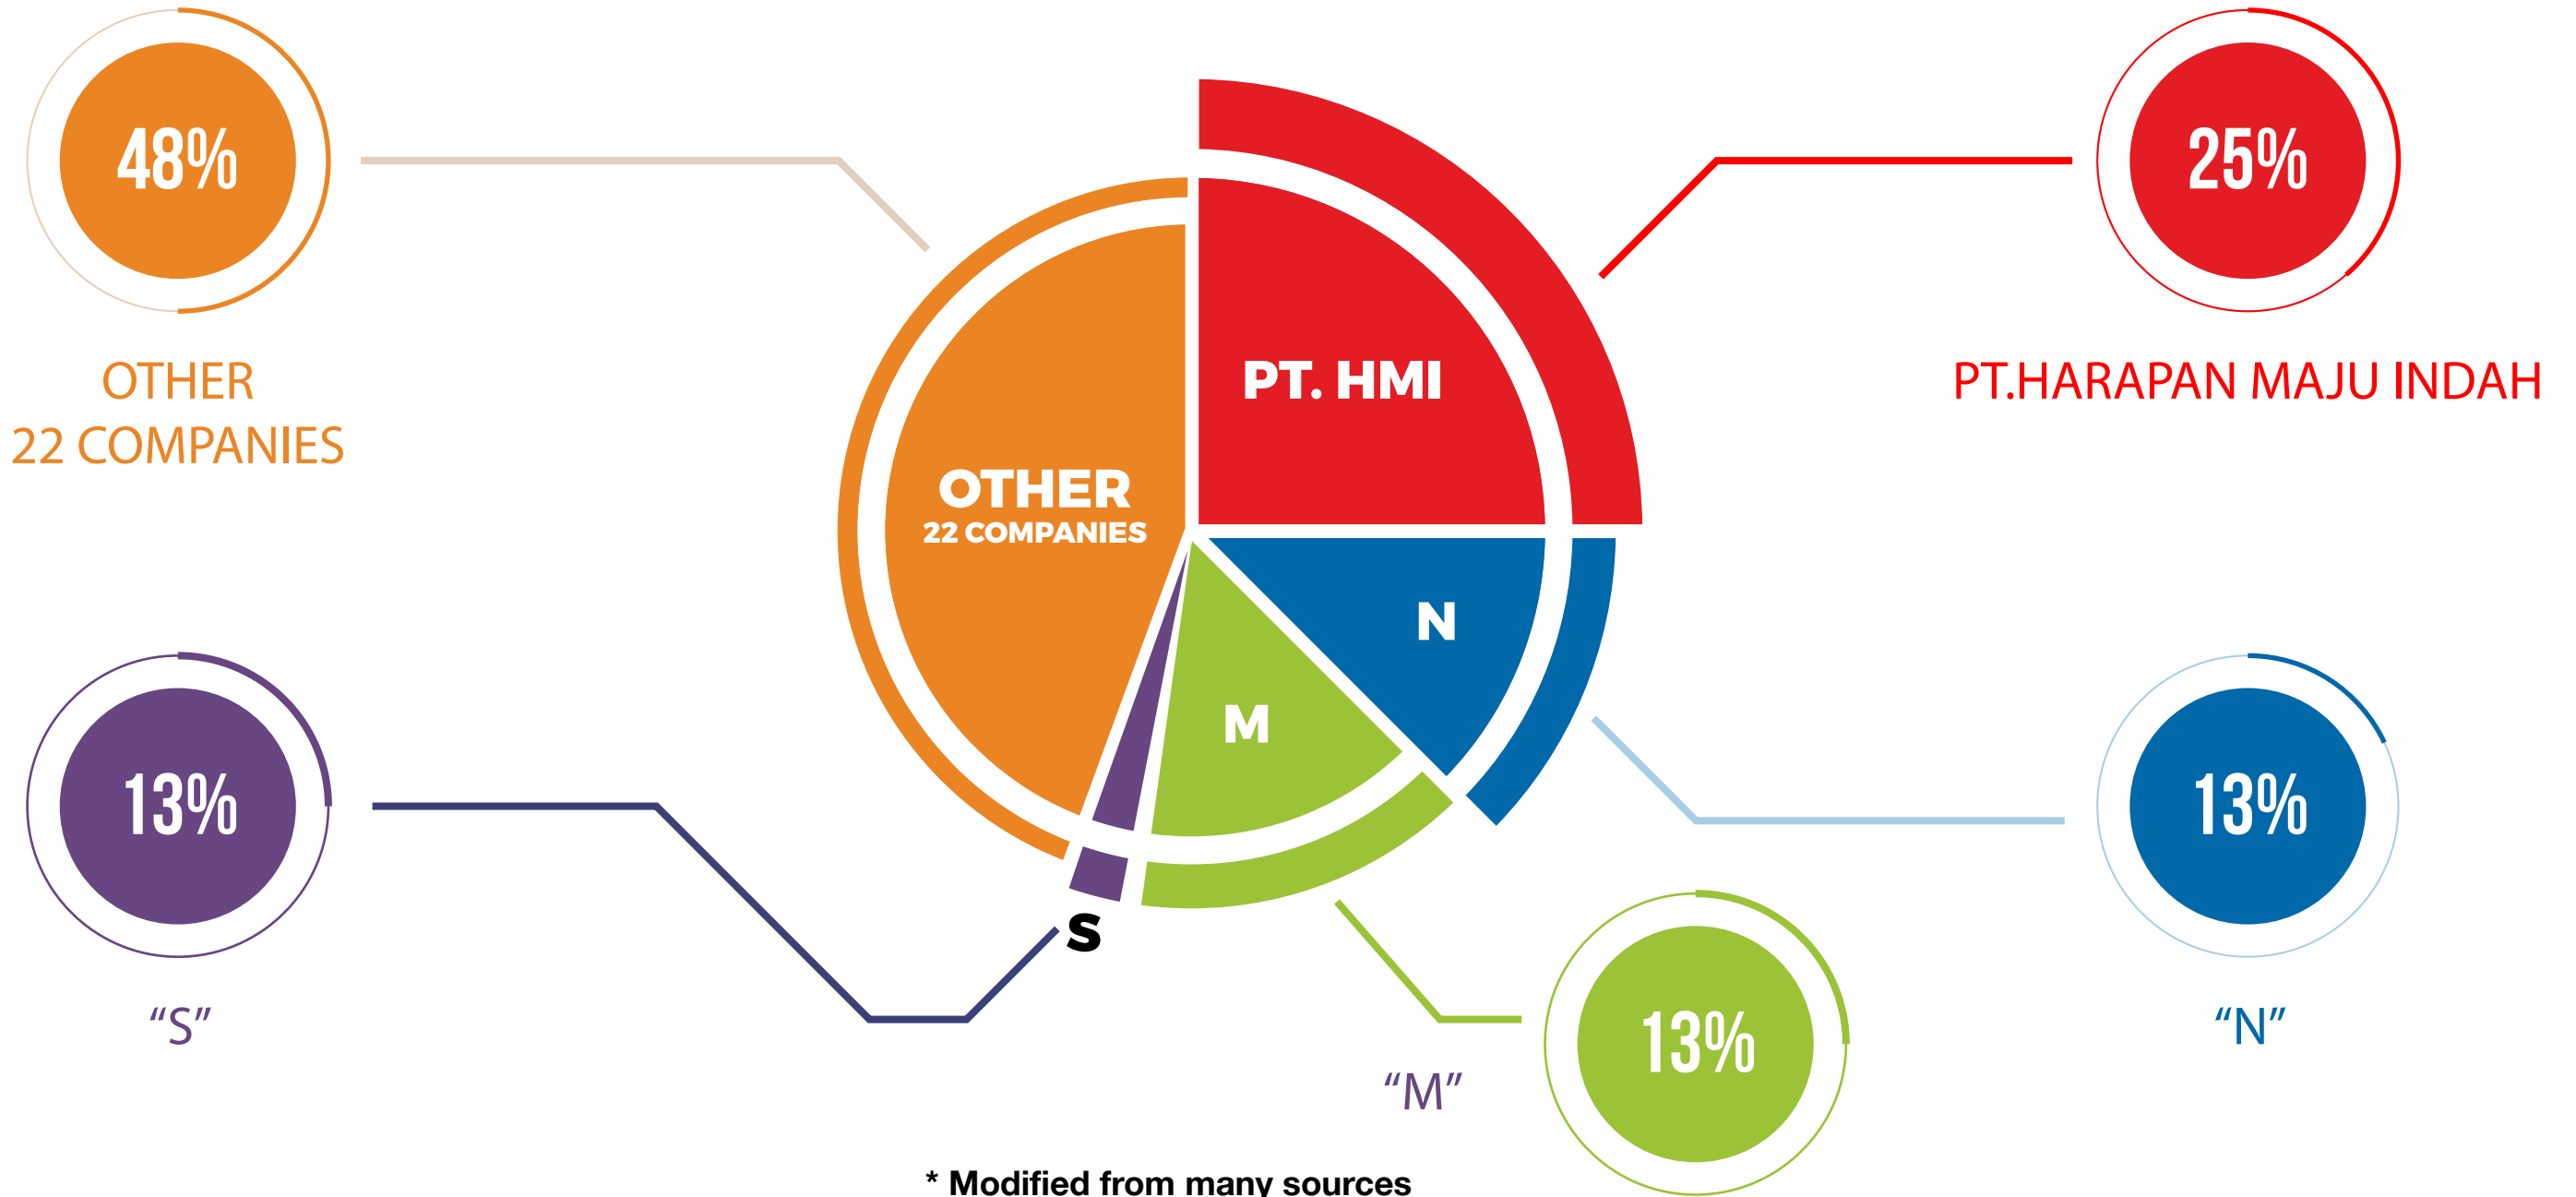 48%
OTHER
22 COMPANIES
25%
PT.HARAPAN MAJU INDAH
PT. HMI
OTHER
22 COMPANIES
N
M
S
13%
"S"
13%
"N"
13%
"M"
* Modified from many sources